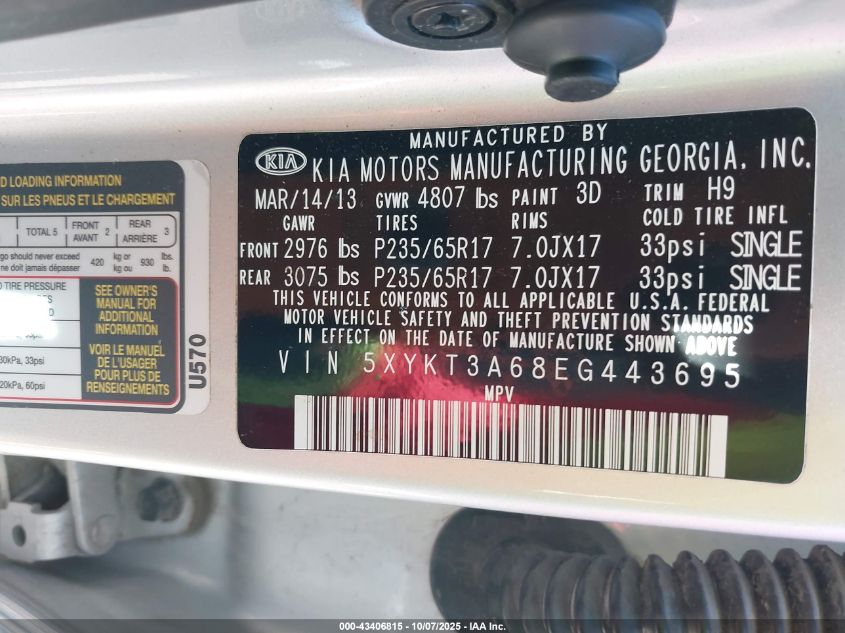 MANUFACTURED BY
KIA KIA MOTORS MANUFACTURING GEORGIA. INC.
MAR/14/13 GVWR 4807 lbs PAINT 3D TRIM H9
GAWR TIRES RIMS COLD TIRE INFL
FRONT 2976 lbs P235/65R17 7.0JX17 33psi SINGLE
REAR 3075 lbs P235/65R17 7.0JX17 33psi SINGLE
THIS VEHICLE CONFORMS TO ALL APPLICABLE U.S.A. FEDERAL
MOTOR VEHICLE SAFETY AND THEFT PREVENTION STANDARDS
IN EFFECT ON THE DATE OF MANUFACTURE SHOWN ABOVE
VIN 5XYKT3A68EG443695
MPV
LOADING INFORMATION
SUR LES PNEUS ET LE CHARGEMENT
TOTAL 5 FRONT AVANT 2 REAR ARRIÈRE 3
go should never exceed 420 kg or 930 lbs.
ne doit jamais dépasser kg ou lb.
TIRE PRESSURE
SEE OWNER'S
MANUAL FOR
ADDITIONAL
INFORMATION
VOIR LE MANUEL
DE L'USAGER
POUR PLUS DE
RENSEIGNEMENTS
30kPa, 33psi
20kPa, 60psi
U570
000-43406815 - 10/07/2025 - IAA Inc.